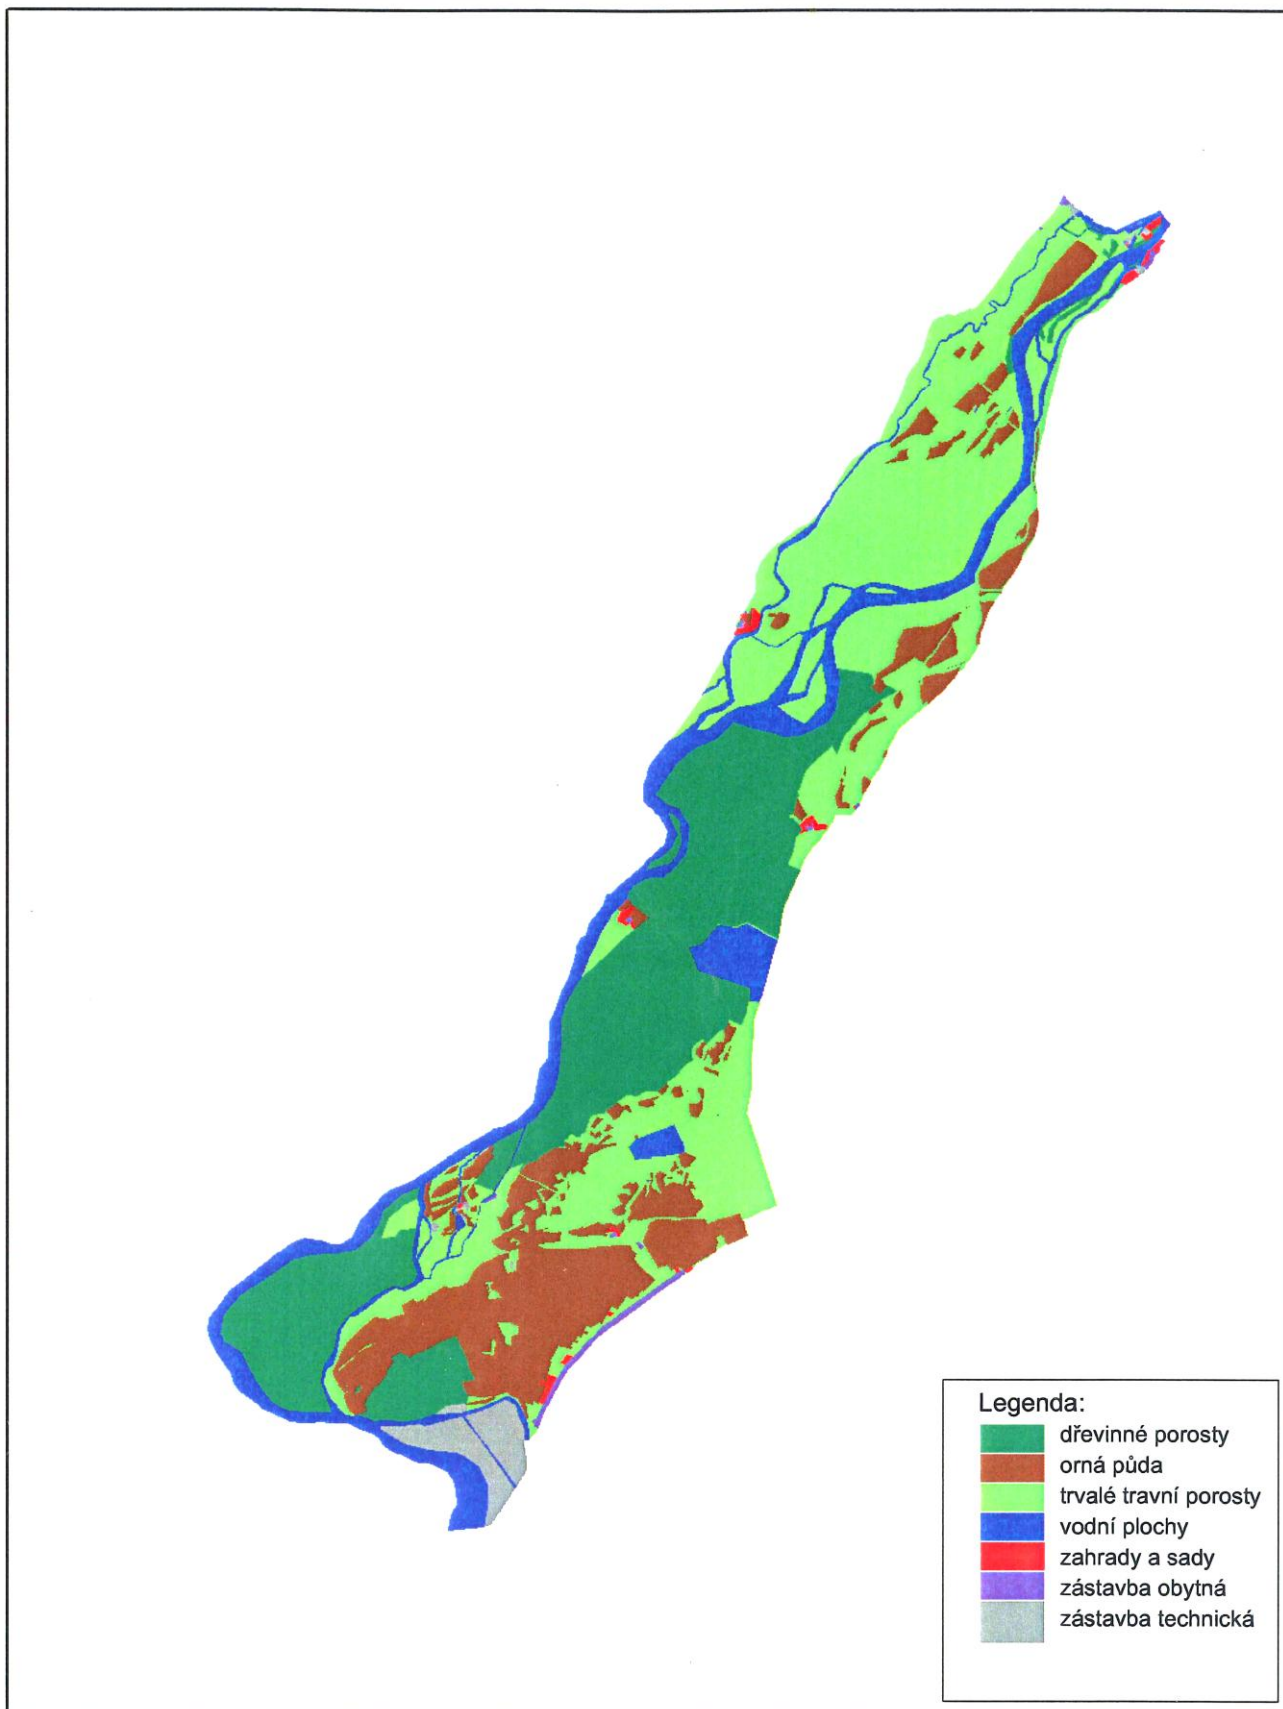 Legenda:
dřevinné porosty
orná půda
trvalé travní porosty
vodní plochy
zahrady a sady
zástavba obytná
zástavba technická